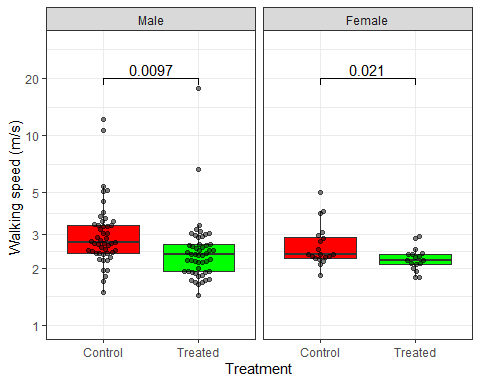 Male Female
0.0097 0.021
20
10
5
3
2
1
Walking speed (m/s)
Control Treated Control Treated
Treatment